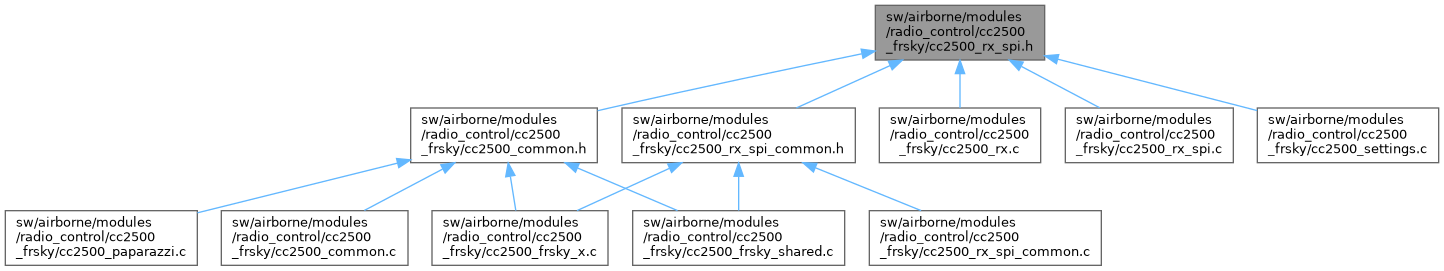 sw/airborne/modules
/radio_control/cc2500
_frsky/cc2500_rx_spi.h
sw/airborne/modules
/radio_control/cc2500
_frsky/cc2500_common.h
sw/airborne/modules
/radio_control/cc2500
_frsky/cc2500_rx_spi_common.h
sw/airborne/modules
/radio_control/cc2500
_frsky/cc2500_rx.c
sw/airborne/modules
/radio_control/cc2500
_frsky/cc2500_rx_spi.c
sw/airborne/modules
/radio_control/cc2500
_frsky/cc2500_settings.c
sw/airborne/modules
/radio_control/cc2500
_frsky/cc2500_paparazzi.c
sw/airborne/modules
/radio_control/cc2500
_frsky/cc2500_common.c
sw/airborne/modules
/radio_control/cc2500
_frsky/cc2500_frsky_x.c
sw/airborne/modules
/radio_control/cc2500
_frsky/cc2500_frsky_shared.c
sw/airborne/modules
/radio_control/cc2500
_frsky/cc2500_rx_spi_common.c